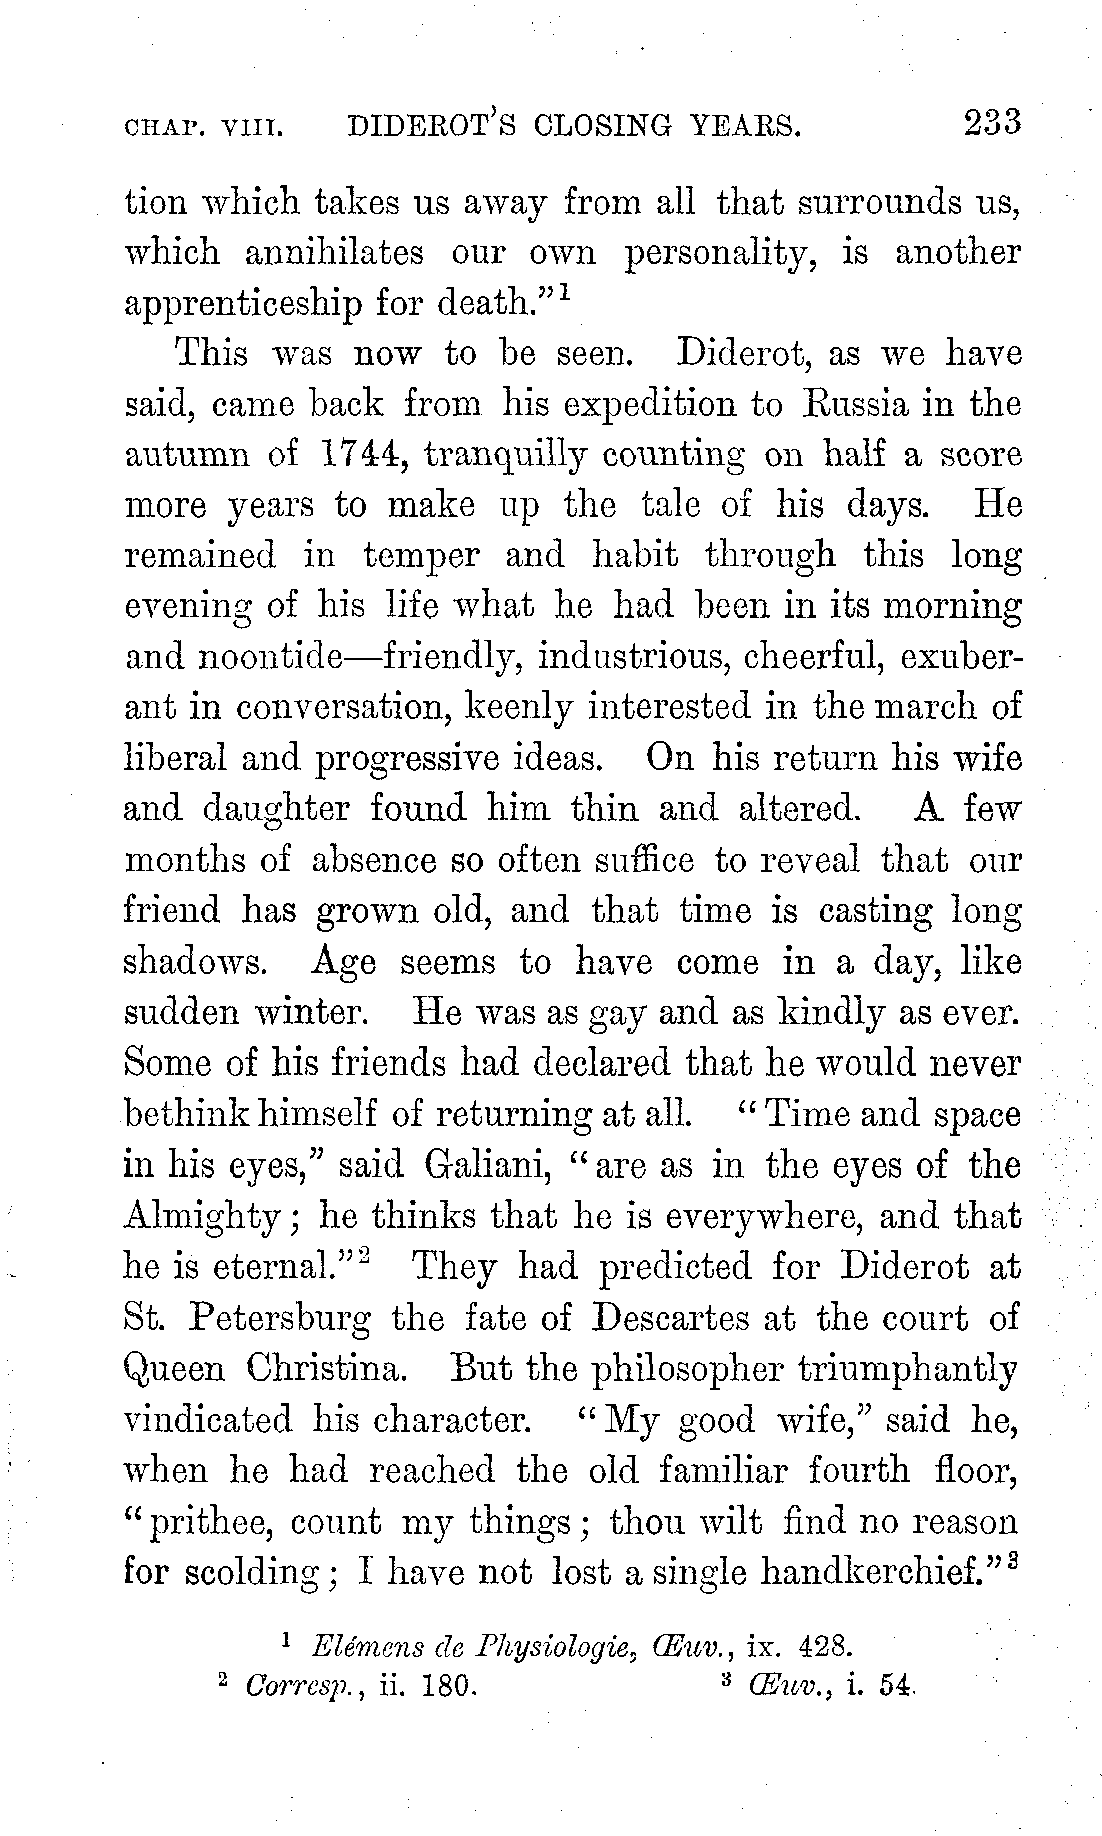 CHAP. VIII. DIDEROT'S CLOSING YEARS. 233
tion which takes us away from all that surrounds us,
which annihilates our own personality, is another
apprenticeship for death."1
This was now to be seen. Diderot, as we have
said, came back from his expedition to Russia in the
autumn of 1744, tranquilly counting on half a score
more years to make up the tale of his days. He
remained in temper and habit through this long
evening of his life what he had been in its morning
and noontide—friendly, industrious, cheerful, exuber-
ant in conversation, keenly interested in the march of
liberal and progressive ideas. On his return his wife
and daughter found him thin and altered. A few
months of absence so often suffice to reveal that our
friend has grown old, and that time is casting long
shadows. Age seems to have come in a day, like
sudden winter. He was as gay and as kindly as ever.
Some of his friends had declared that he would never
bethink himself of returning at all. "Time and space
in his eyes," said Galiani, "are as in the eyes of the
Almighty; he thinks that he is everywhere, and that
he is eternal."2 They had predicted for Diderot at
St. Petersburg the fate of Descartes at the court of
Queen Christina. But the philosopher triumphantly
vindicated his character. "My good wife," said he,
when he had reached the old familiar fourth floor,
"prithee, count my things; thou wilt find no reason
for scolding; I have not lost a single handkerchief."3
1 Elémens de Physiologie, Œuv., ix. 428.
2 Corresp., ii. 180. 3 Œuv., i. 54.